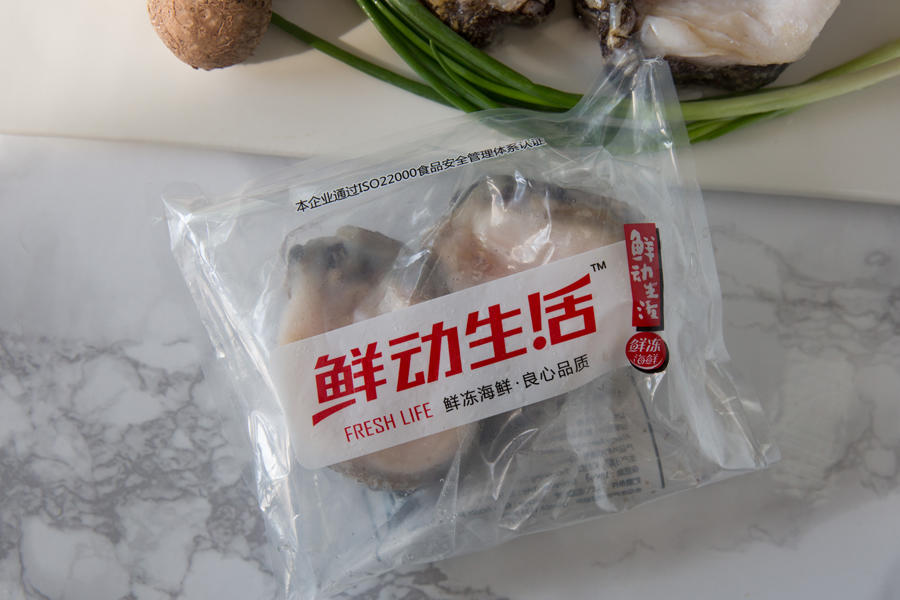 本企业通过ISO22000食品安全管理体系认证
鲜动生活™
FRESH LIFE 鲜冻海鲜·良心品质
鲜动生活
鲜冻
海鲜